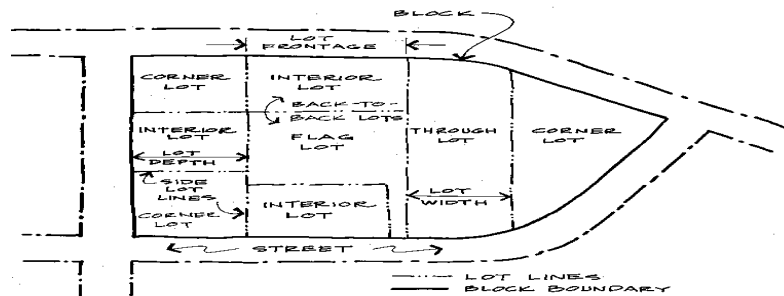 BLOCK
LOT
FRONTAGE
CORNER
LOT
INTERIOR
LOT
BACK-TO-
BACK LOTS
INTERIOR
LOT
FLAG
LOT
THROUGH
LOT
CORNER
LOT
LOT
DEPTH
SIDE
LOT
LINES
CORNER
LOT
INTERIOR
LOT
LOT
WIDTH
STREET
LOT LINES
BLOCK BOUNDARY